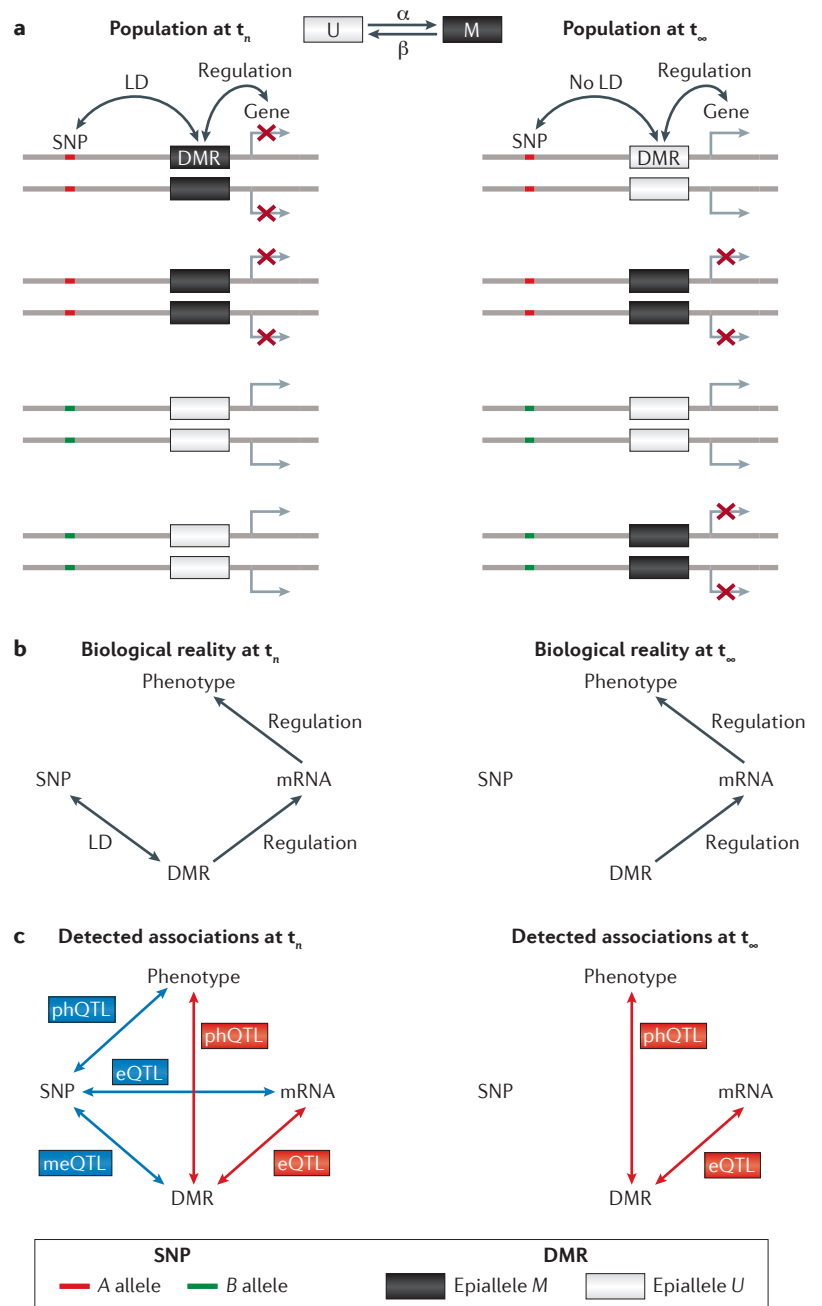 a
Population at tn
U
α
β
M
Population at t∞
LD
Regulation
Gene
SNP
DMR
No LD
Regulation
Gene
SNP
DMR
b
Biological reality at tn
Phenotype
Regulation
SNP
mRNA
LD
Regulation
DMR
Biological reality at t∞
Phenotype
Regulation
SNP
mRNA
Regulation
DMR
c
Detected associations at tn
Phenotype
phQTL
phQTL
eQTL
SNP
mRNA
meQTL
eQTL
DMR
Detected associations at t∞
Phenotype
phQTL
SNP
mRNA
eQTL
DMR
SNP
A allele
B allele
DMR
Epiallele M
Epiallele U